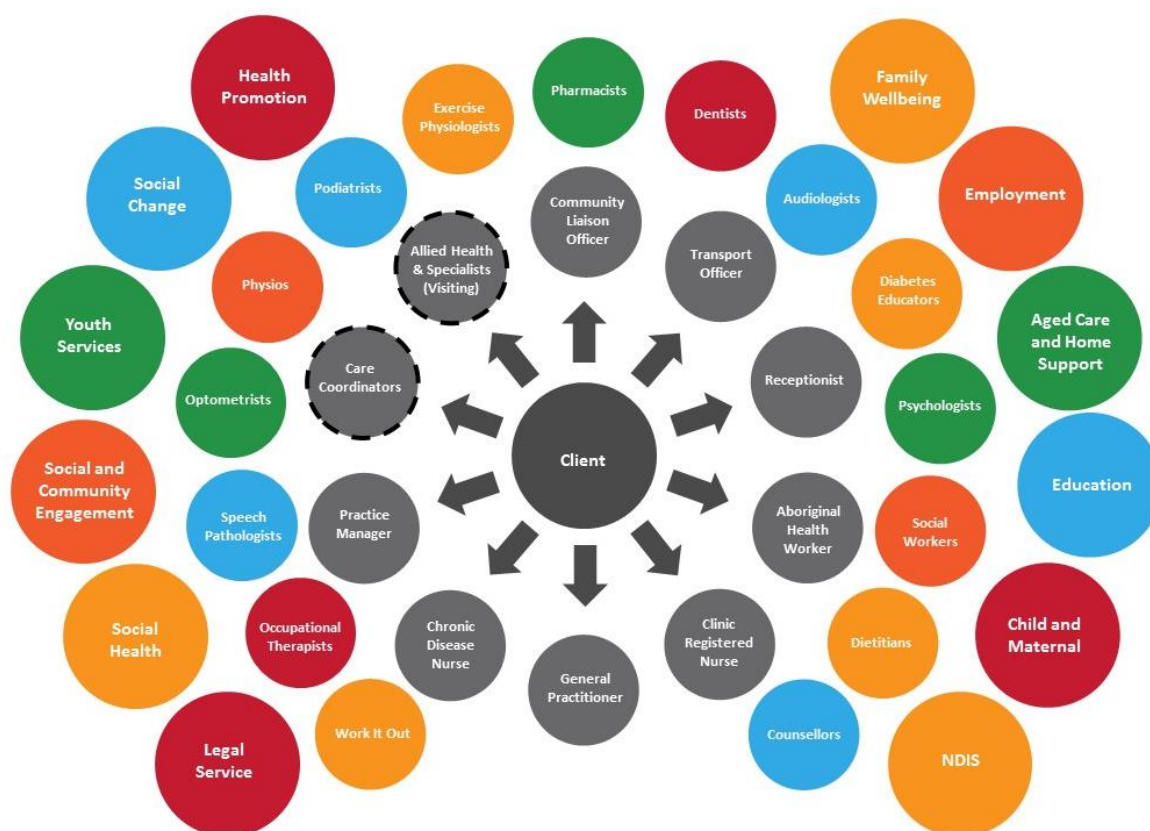 Health
Promotion
Exercise
Physiologists
Pharmacists
Dentists
Family
Wellbeing
Social
Change
Podiatrists
Community
Liaison
Officer
Audiologists
Employment
Allied Health
& Specialists
(Visiting)
Transport
Officer
Physios
Diabetes
Educators
Youth
Services
Aged Care
and Home
Support
Care
Coordinators
Receptionist
Optometrists
Psychologists
Client
Social and
Community
Engagement
Education
Speech
Pathologists
Practice
Manager
Aboriginal
Health
Worker
Social
Workers
Social
Health
Occupational
Therapists
Chronic
Disease
Nurse
General
Practitioner
Clinic
Registered
Nurse
Dietitians
Child and
Maternal
Legal
Service
Work It Out
Counsellors
NDIS